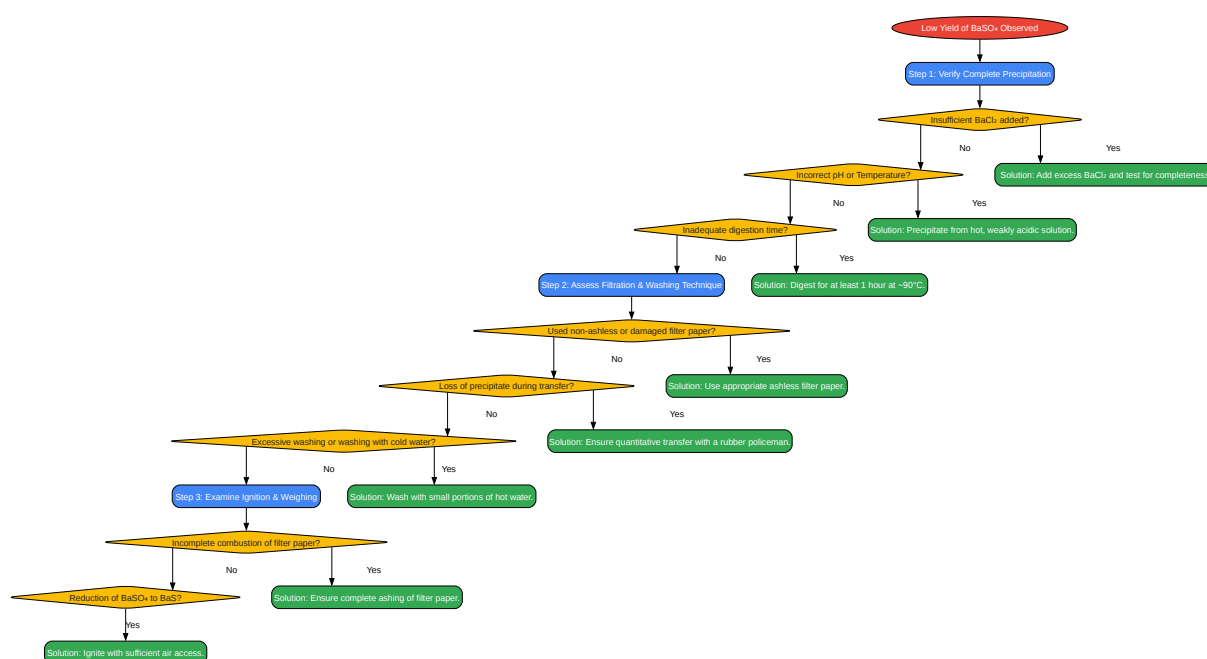 Low Yield of BaSO₄ Observed
Step 1: Verify Complete Precipitation
Insufficient BaCl₂ added?
No
Yes
Incorrect pH or Temperature?
Solution: Add excess BaCl₂ and test for completeness
No
Yes
Inadequate digestion time?
Solution: Precipitate from hot, weakly acidic solution.
No
Yes
Step 2: Assess Filtration & Washing Technique
Solution: Digest for at least 1 hour at ~90°C.
Used non-ashless or damaged filter paper?
No
Yes
Loss of precipitate during transfer?
Solution: Use appropriate ashless filter paper.
No
Yes
Excessive washing or washing with cold water?
Solution: Ensure quantitative transfer with a rubber policeman.
No
Yes
Step 3: Examine Ignition & Weighing
Solution: Wash with small portions of hot water.
Incomplete combustion of filter paper?
No
Yes
Reduction of BaSO₄ to BaS?
Solution: Ensure complete ashing of filter paper.
Yes
Solution: Ignite with sufficient air access.